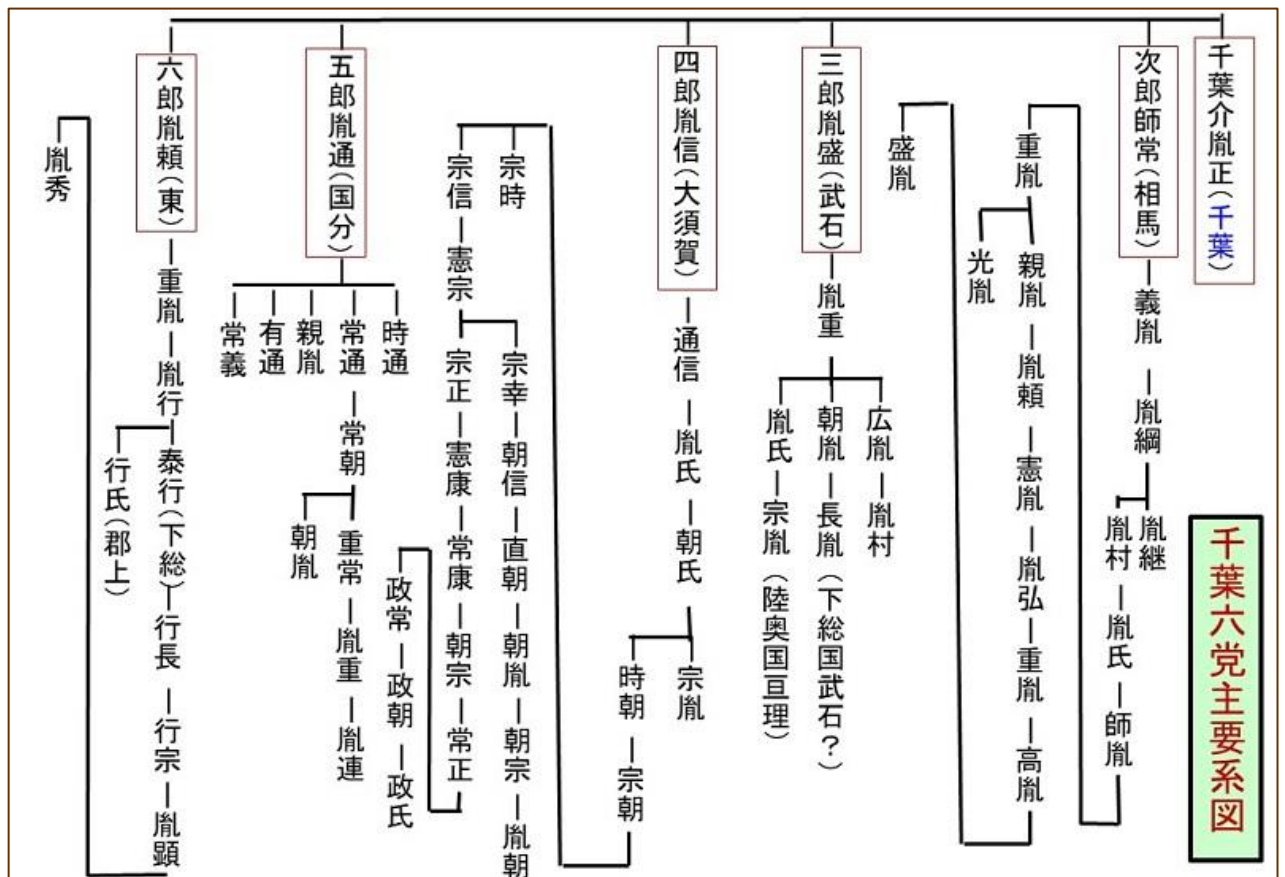 千葉六党主要系図
千葉介胤正(千葉)
次郎師常(相馬)
義胤
胤綱
胤継
胤村
胤氏
師胤
重胤
親胤
胤頼
憲胤
胤弘
重胤
高胤
光胤
盛胤
三郎胤盛(武石)
胤重
広胤
胤村
朝胤
長胤(下総国武石?)
胤氏
宗胤(陸奥国亘理)
四郎胤信(大須賀)
通信
胤氏
朝氏
宗胤
時朝
宗朝
宗時
宗信
憲宗
宗幸
朝信
直朝
朝胤
朝宗
胤朝
宗正
憲康
常康
朝宗
常正
政常
政朝
政氏
五郎胤通(国分)
時通
常通
親胤
有通
常義
常朝
重常
胤重
胤連
朝胤
六郎胤頼(東)
重胤
胤行
泰行(下総)
行長
行宗
胤顕
行氏(郡上)
胤秀